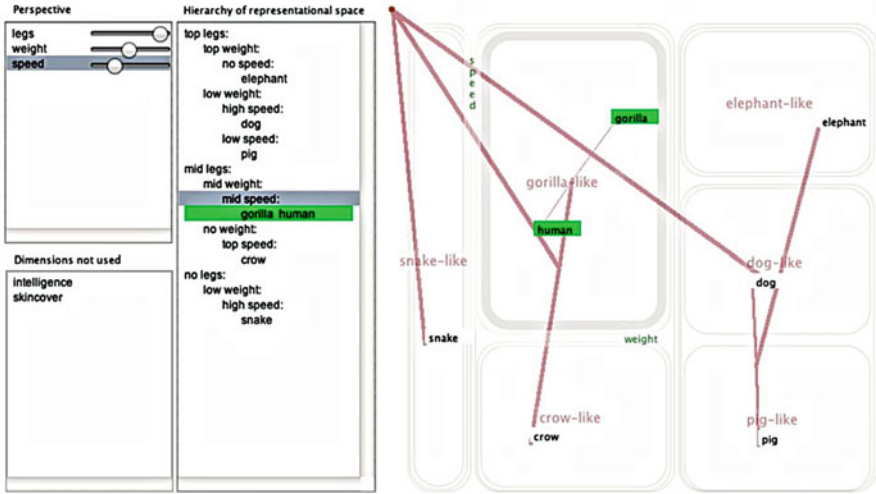 Perspective
legs
weight
speed
Dimensions not used
intelligence
skincover
Hierarchy of representational space
top legs:
top weight:
no speed:
elephant
low weight:
high speed:
dog
low speed:
pig
mid legs:
mid weight:
mid speed:
gorilla human
no weight:
top speed:
crow
no legs:
low weight:
high speed:
snake
speed
elephant-like
gorilla
elephant
gorilla-like
human
snake-like
dog-like
dog
snake
weight
crow-like
pig-like
crow
pig